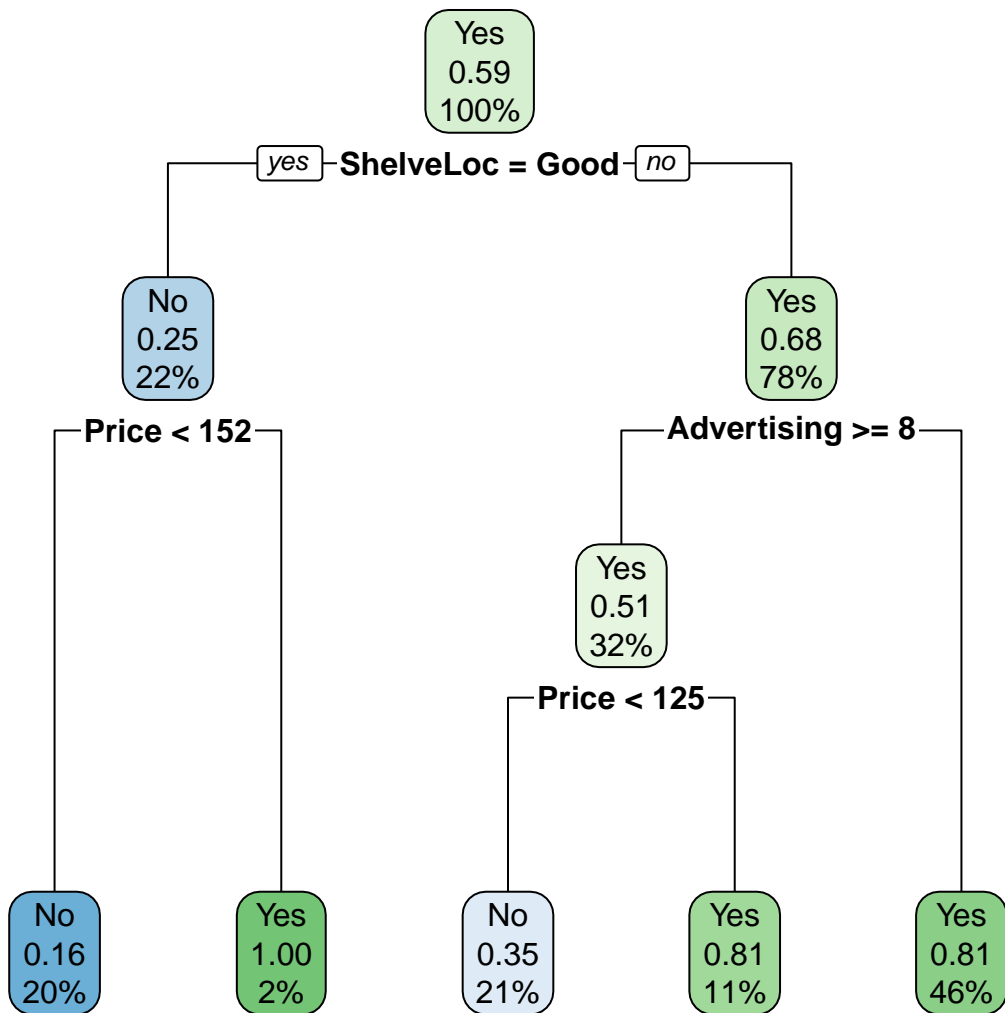 Yes
0.59
100%
yes ShelveLoc = Good no
No
0.25
22%
Yes
0.68
78%
Price < 152
Advertising >= 8
Yes
0.51
32%
Price < 125
No
0.16
20%
Yes
1.00
2%
No
0.35
21%
Yes
0.81
11%
Yes
0.81
46%